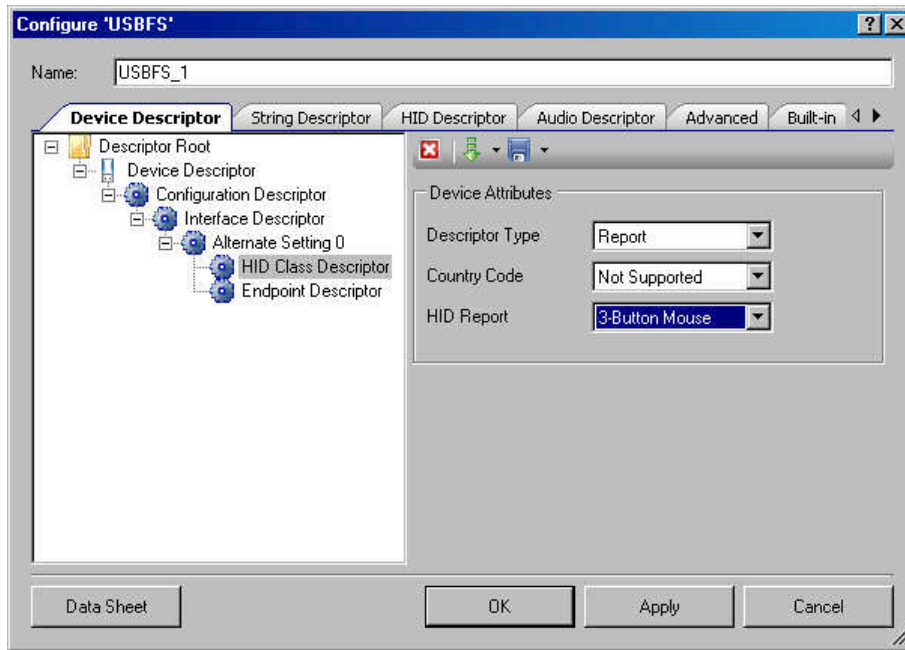 Configure 'USBFS'
Name: USBFS_1
Device Descriptor String Descriptor HID Descriptor Audio Descriptor Advanced Built-in
Descriptor Root
Device Descriptor
Configuration Descriptor
Interface Descriptor
Alternate Setting 0
HID Class Descriptor
Endpoint Descriptor
Device Attributes
Descriptor Type Report
Country Code Not Supported
HID Report 3-Button Mouse
Data Sheet OK Apply Cancel